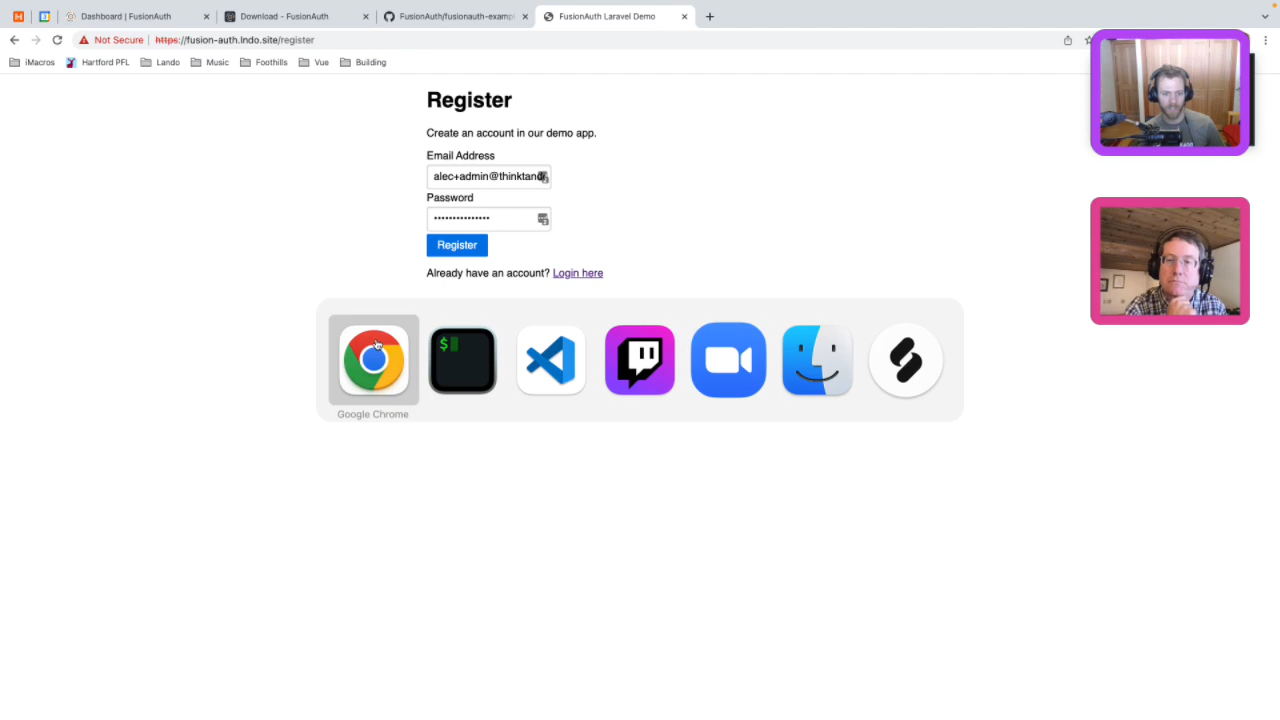 Dashboard | FusionAuth
Download - FusionAuth
FusionAuth/fusionauth-exampl
FusionAuth Laravel Demo
Not Secure | https://fusion-auth.lndo.site/register
iMacros
Hartford PFL
Lando
Music
Foothills
Vue
Building
Register
Create an account in our demo app.
Email Address
alec+admin@thinktand
Password
Register
Already have an account? Login here
$
Google Chrome